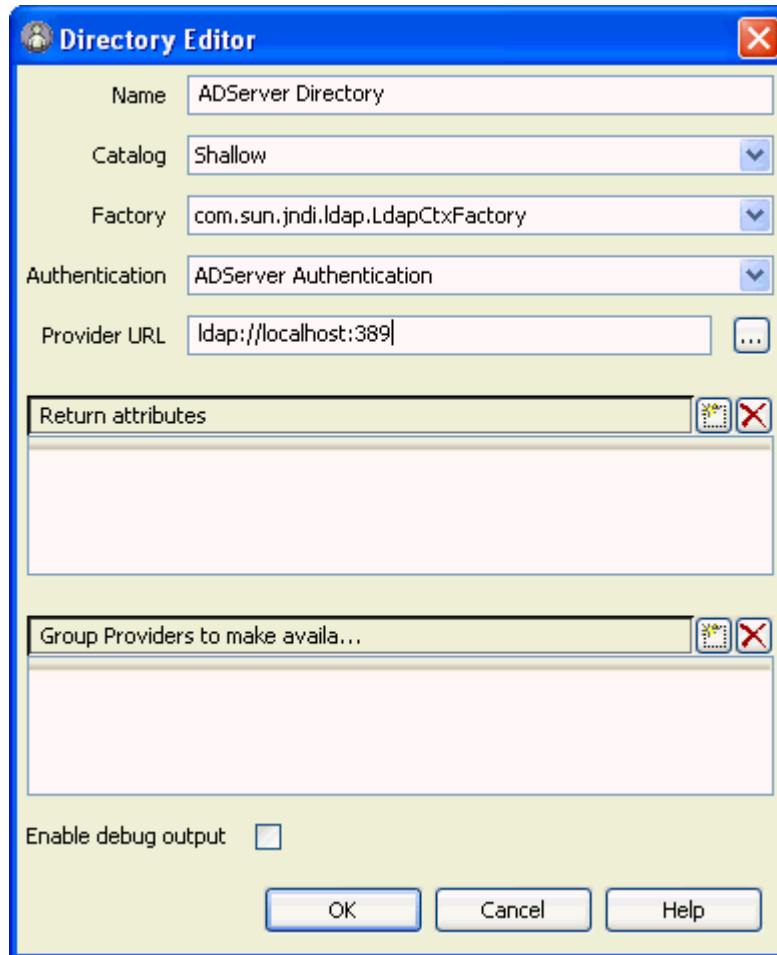 Directory Editor
Name ADServer Directory
Catalog Shallow
Factory com.sun.jndi.ldap.LdapCtxFactory
Authentication ADServer Authentication
Provider URL ldap://localhost:389 ...
Return attributes
Group Providers to make availa...
Enable debug output
OK Cancel Help